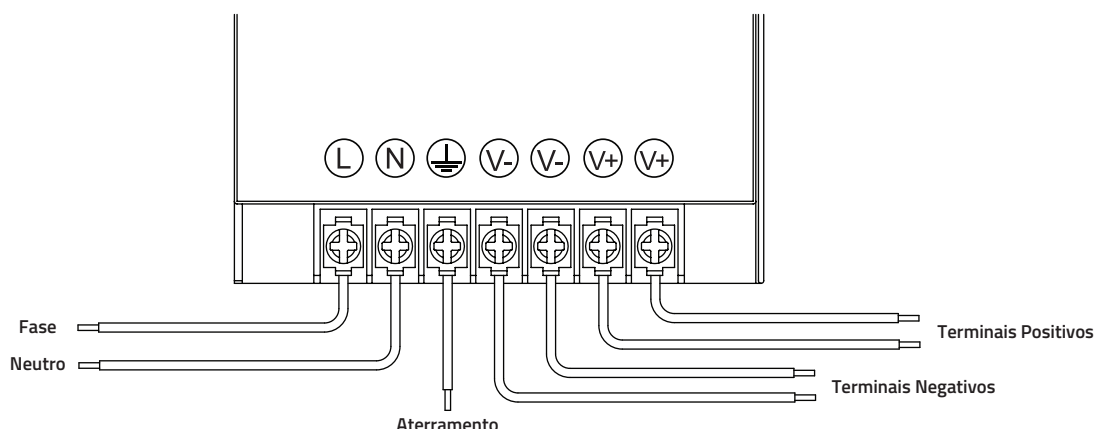 L N V- V- V+ V+
Fase
Terminais Positivos
Neutro
Terminais Negativos
Aterramento